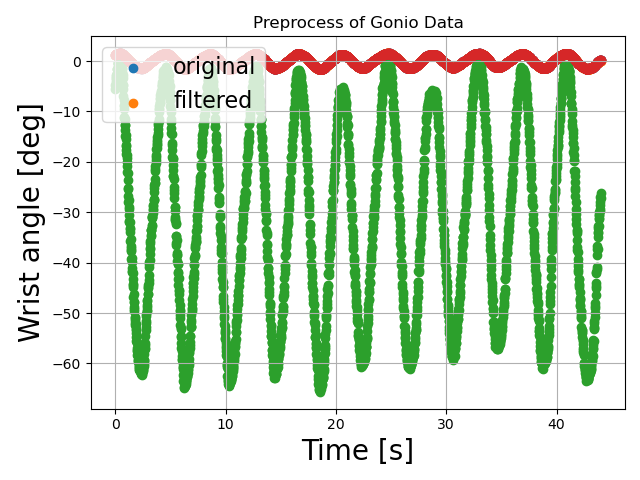 Preprocess of Gonio Data
original
filtered
Wrist angle [deg]
0
−10
−20
−30
−40
−50
−60
0 10 20 30 40
Time [s]